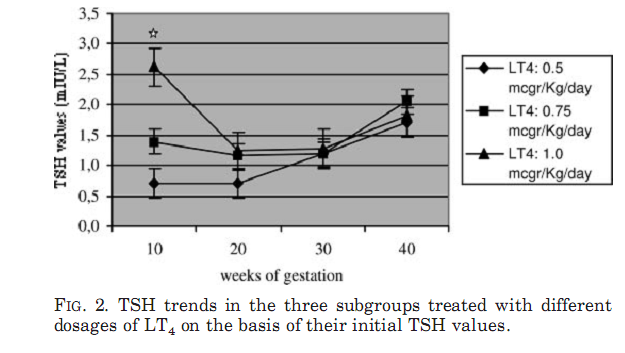 3,5
3,0
2,5
2,0
1,5
1,0
0,5
0,0
TSH values (mIU/L)
10 20 30 40
weeks of gestation
LT4: 0.5
mcgr/Kg/day
LT4: 0.75
mcgr/Kg/day
LT4: 1.0
mcgr/Kg/day
FIG. 2. TSH trends in the three subgroups treated with different
dosages of LT4 on the basis of their initial TSH values.